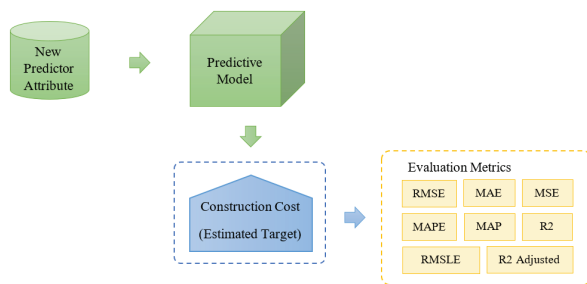 New
Predictor
Attribute
Predictive
Model
Construction Cost
(Estimated Target)
Evaluation Metrics
RMSE MAE MSE
MAPE MAP R2
RMSLE R2 Adjusted